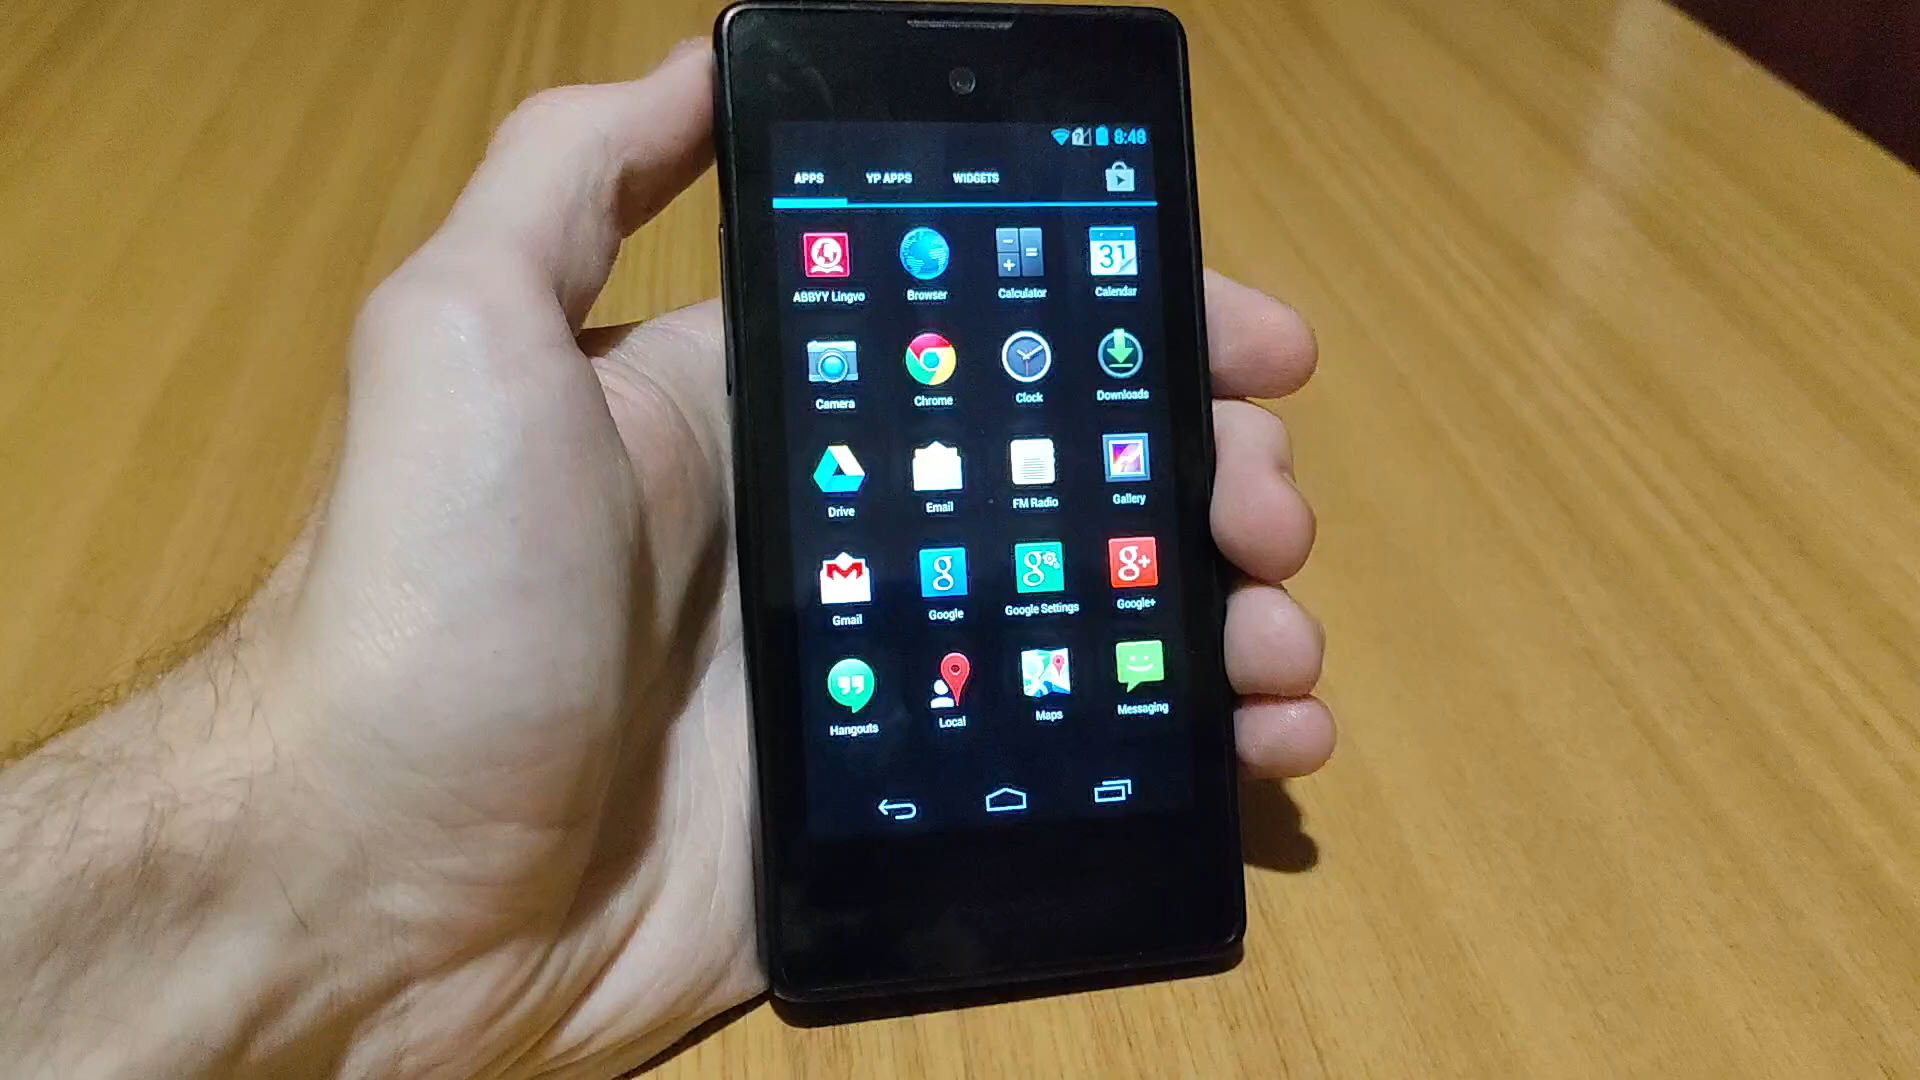 8:48
APPS YP APPS WIDGETS
31
ABBYY Lingvo Browser Calculator Calendar
Camera Chrome Clock Downloads
Drive Email FM Radio Gallery
g g g+
Gmail Google Google Settings Google+
Hangouts Local Maps Messaging